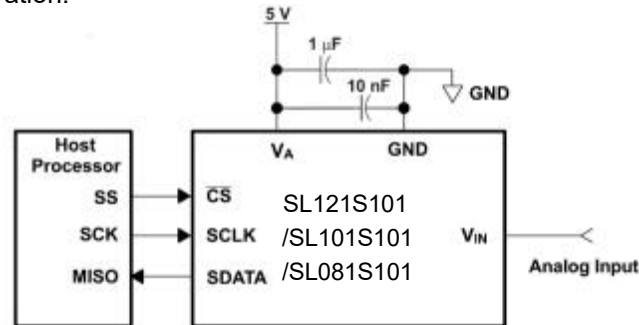 ation.
5 V
1 µF
10 nF
GND
Host
Processor
VA
GND
SS
CS
SL121S101
SCK
SCLK
/SL101S101
VIN
MISO
SDATA
/SL081S101
Analog Input